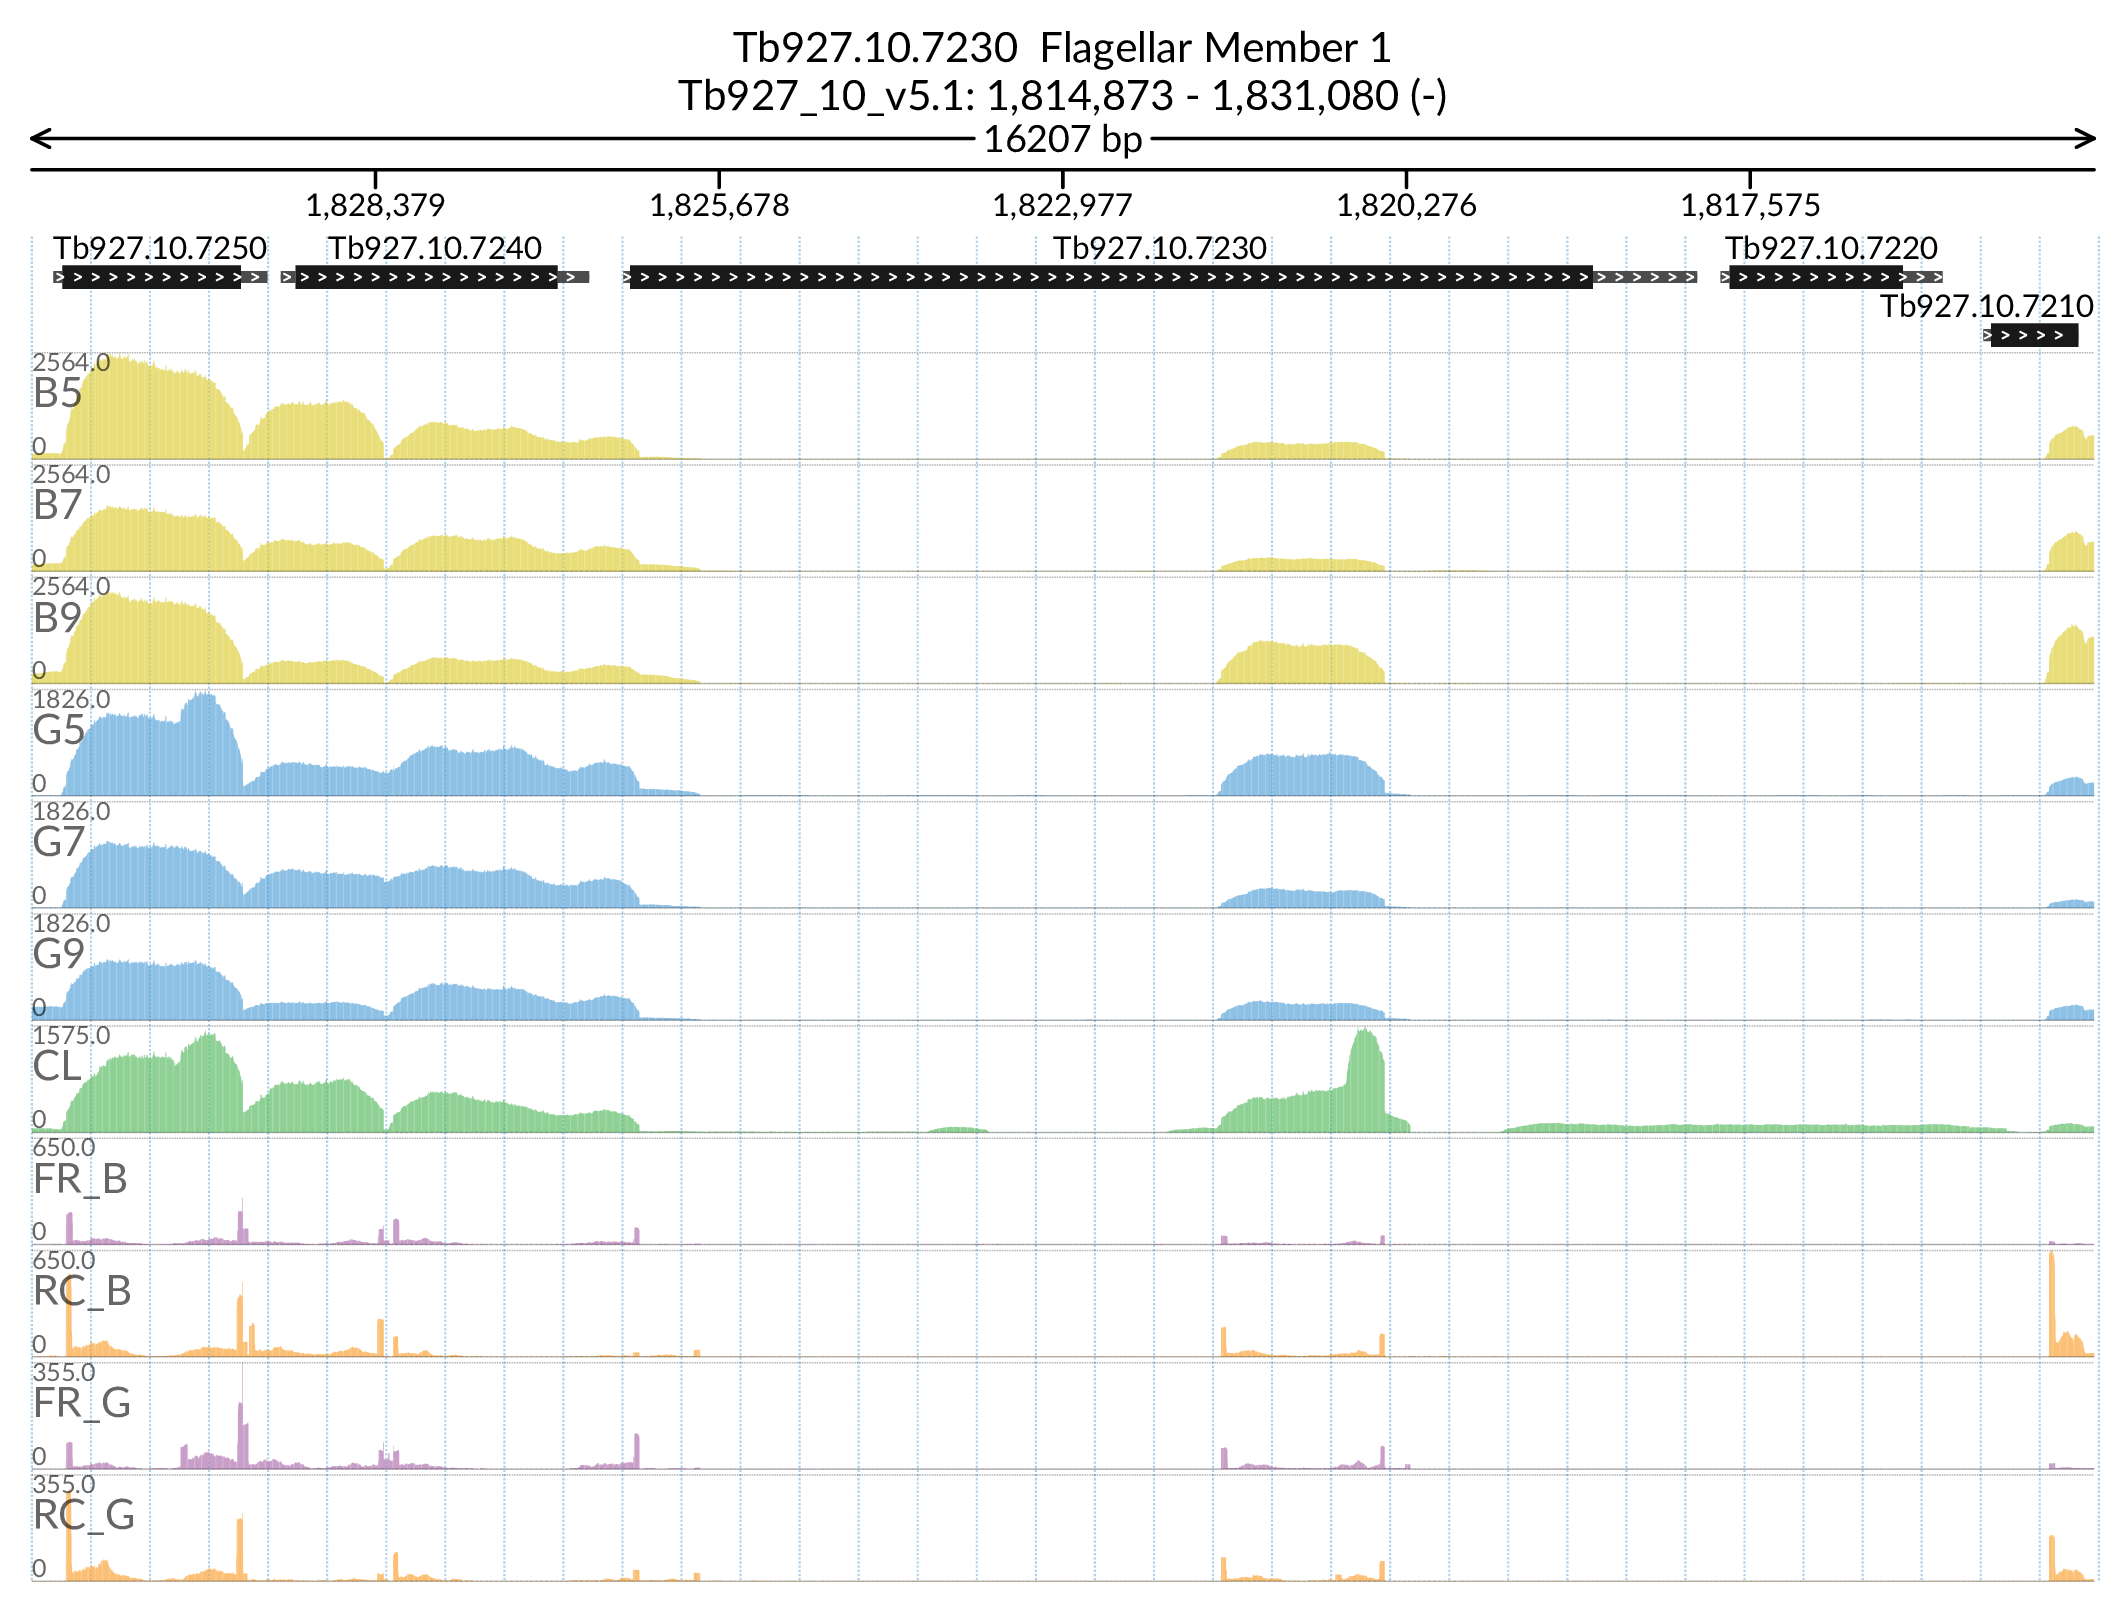 Tb927.10.7230 Flagellar Member 1
Tb927_10_v5.1: 1,814,873 - 1,831,080 (-)
16207 bp
1,828,379 1,825,678 1,822,977 1,820,276 1,817,575
Tb927.10.7250 Tb927.10.7240 Tb927.10.7230 Tb927.10.7220
Tb927.10.7210
2564.0
B5
0
2564.0
B7
0
2564.0
B9
0
1826.0
G5
0
1826.0
G7
0
1826.0
G9
0
1575.0
CL
0
650.0
FR_B
0
650.0
RC_B
0
355.0
FR_G
0
355.0
RC_G
0